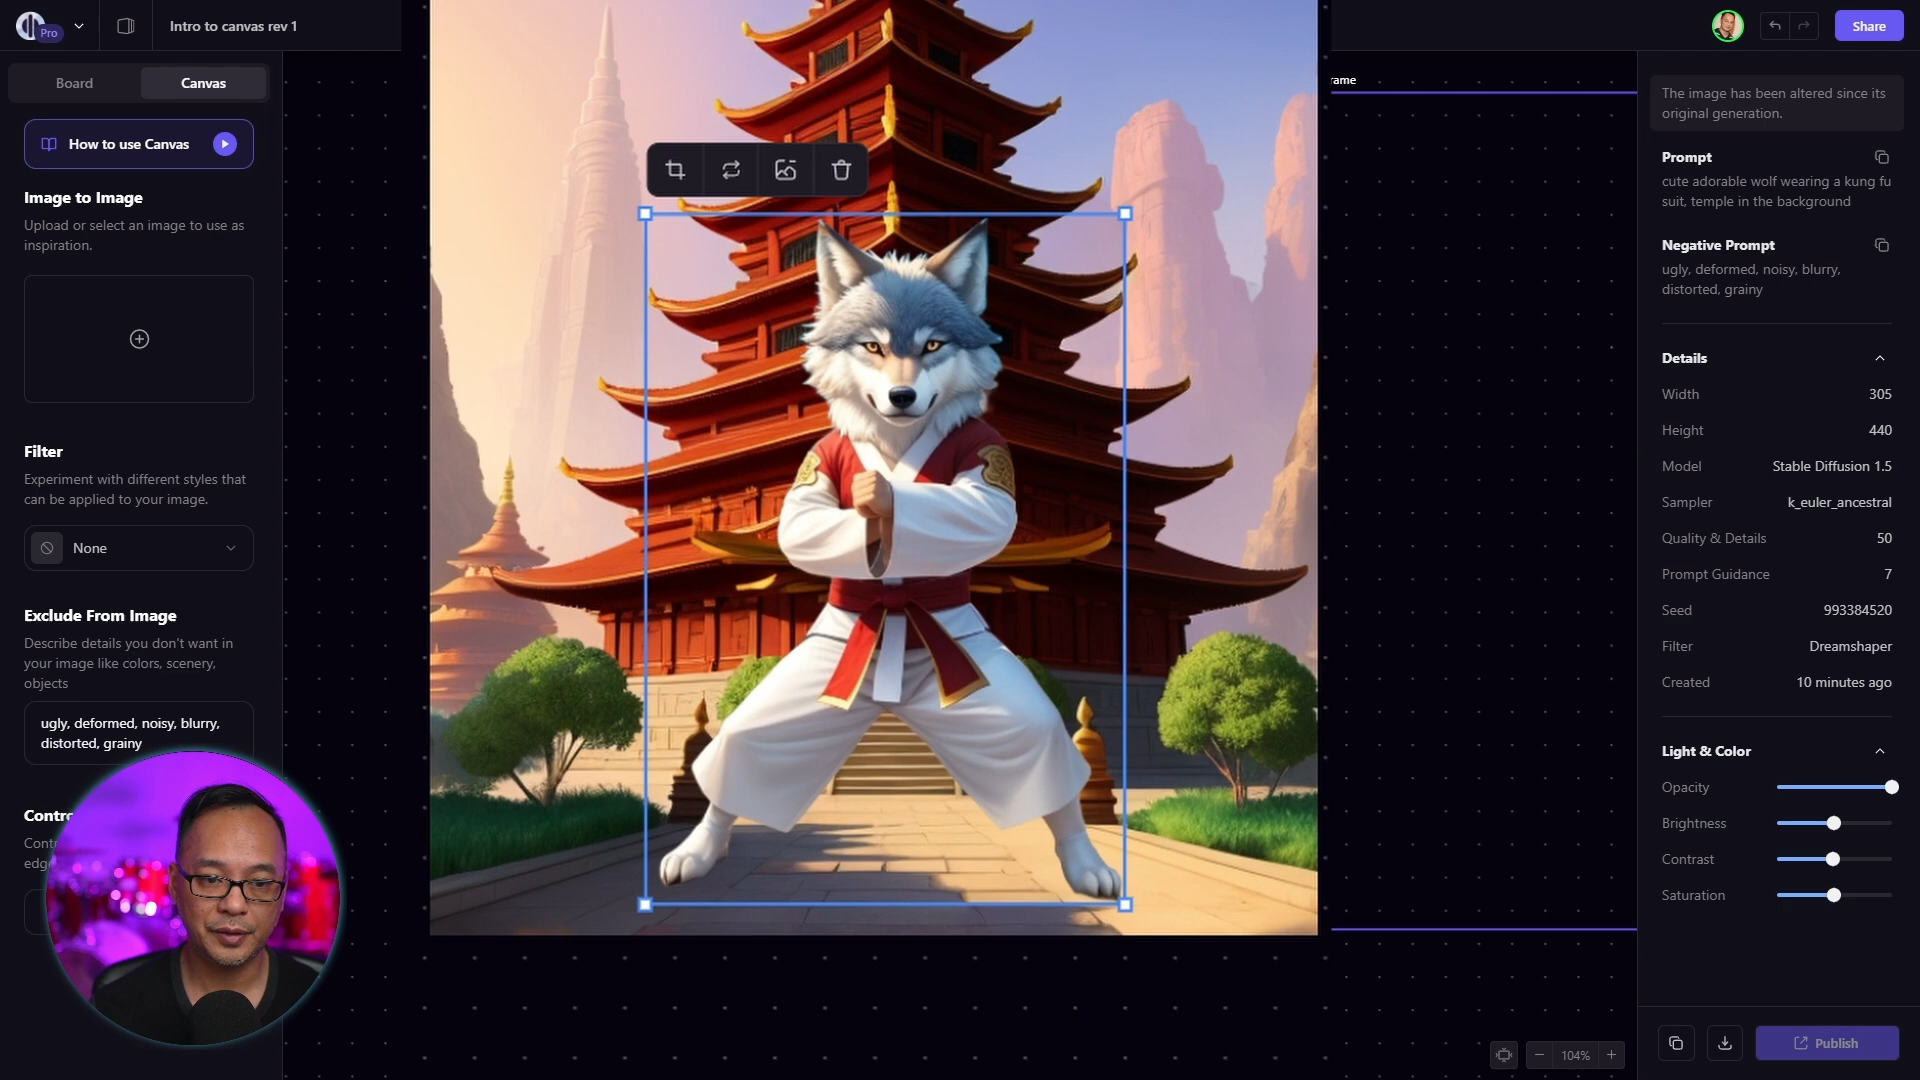 Pro
Intro to canvas rev 1
Share
Board
Canvas
How to use Canvas
Image to Image
Upload or select an image to use as
inspiration.
Filter
Experiment with different styles that
can be applied to your image.
None
Exclude From Image
Describe details you don't want in
your image like colors, scenery,
objects
ugly, deformed, noisy, blurry,
distorted, grainy
rame
104%
The image has been altered since its
original generation.
Prompt
cute adorable wolf wearing a kung fu
suit, temple in the background
Negative Prompt
ugly, deformed, noisy, blurry,
distorted, grainy
Details
Width 305
Height 440
Model Stable Diffusion 1.5
Sampler k_euler_ancestral
Quality & Details 50
Prompt Guidance 7
Seed 993384520
Filter Dreamshaper
Created 10 minutes ago
Light & Color
Opacity
Brightness
Contrast
Saturation
Publish